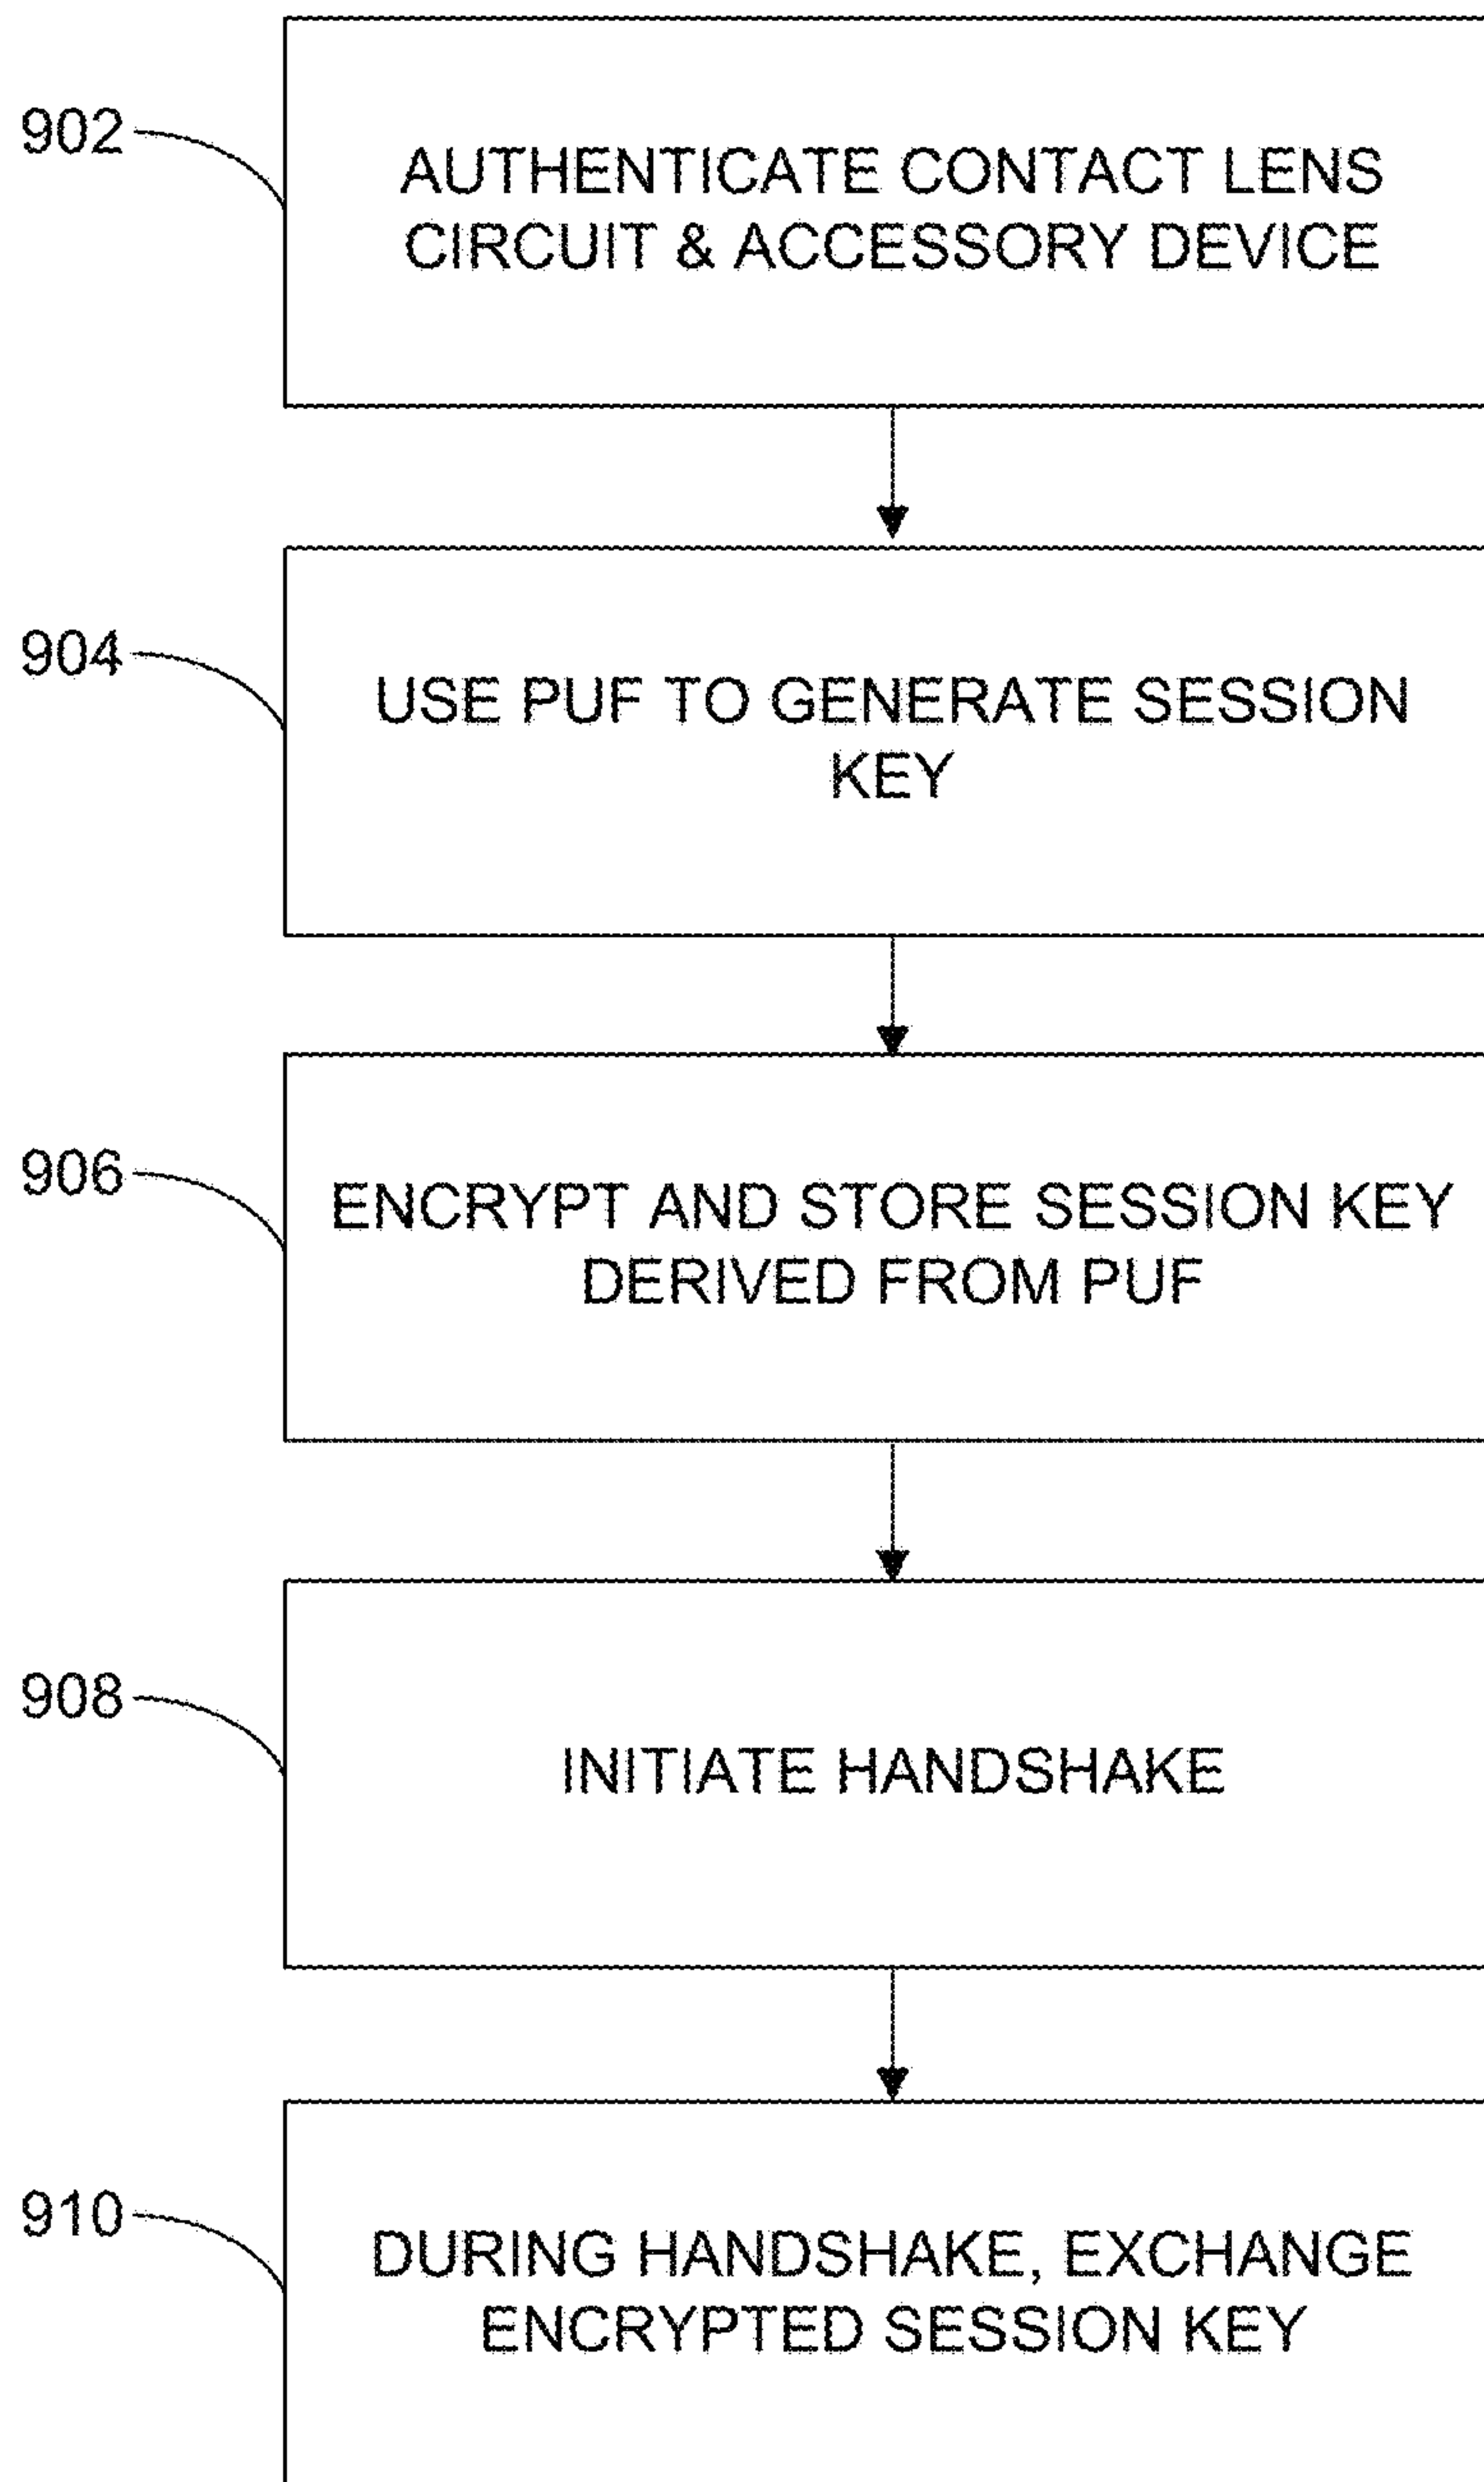 902
AUTHENTICATE CONTACT LENS
CIRCUIT & ACCESSORY DEVICE
904
USE PUF TO GENERATE SESSION
KEY
906
ENCRYPT AND STORE SESSION KEY
DERIVED FROM PUF
908
INITIATE HANDSHAKE
910
DURING HANDSHAKE, EXCHANGE
ENCRYPTED SESSION KEY